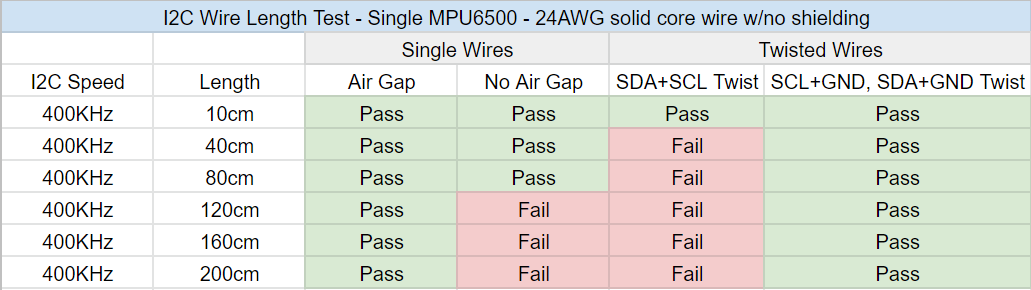 I2C Wire Length Test - Single MPU6500 - 24AWG solid core wire w/no shielding
Single Wires Twisted Wires
I2C Speed Length Air Gap No Air Gap SDA+SCL Twist SCL+GND, SDA+GND Twist
400KHz 10cm Pass Pass Pass Pass
400KHz 40cm Pass Pass Fail Pass
400KHz 80cm Pass Pass Fail Pass
400KHz 120cm Pass Fail Fail Pass
400KHz 160cm Pass Fail Fail Pass
400KHz 200cm Pass Fail Fail Pass